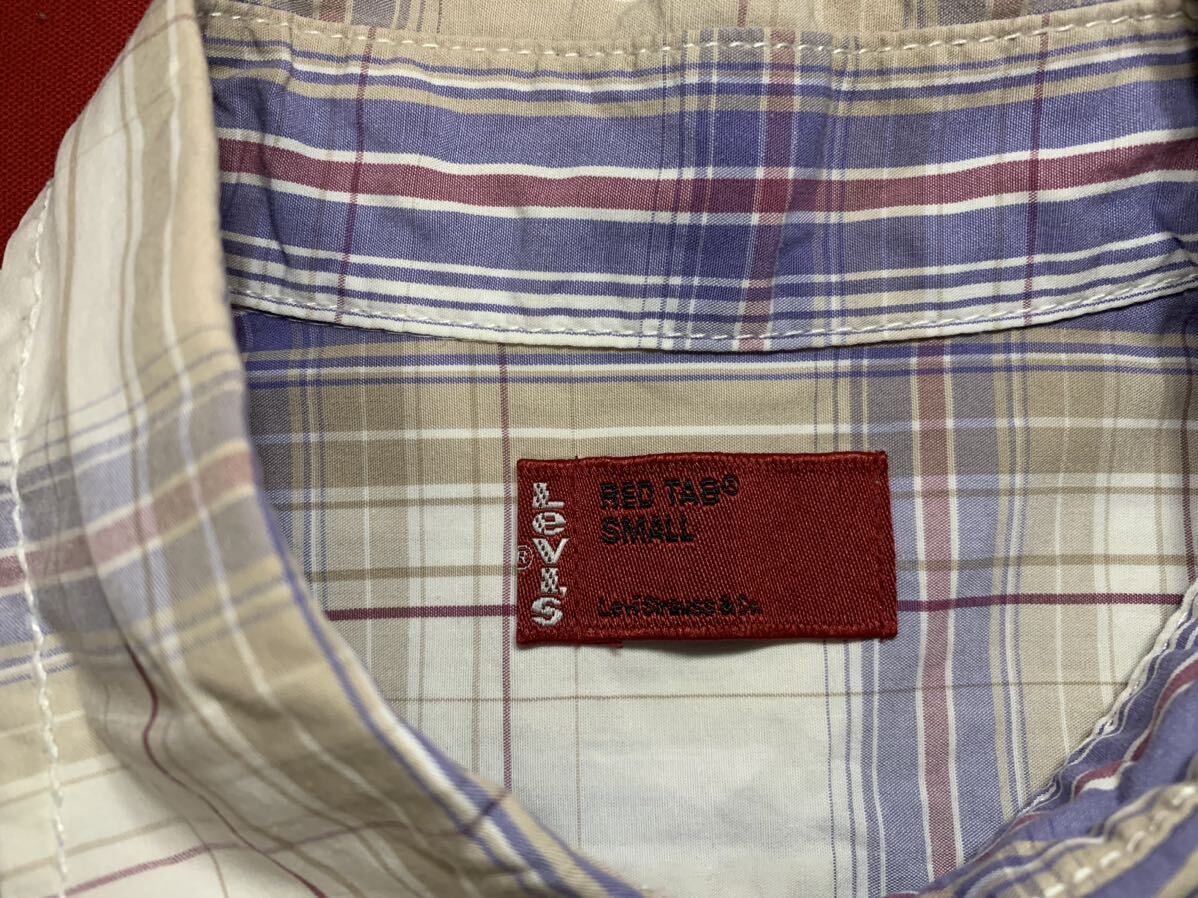 LEVI'S®
RED TAB®
SMALL
Levi Strauss & Co.